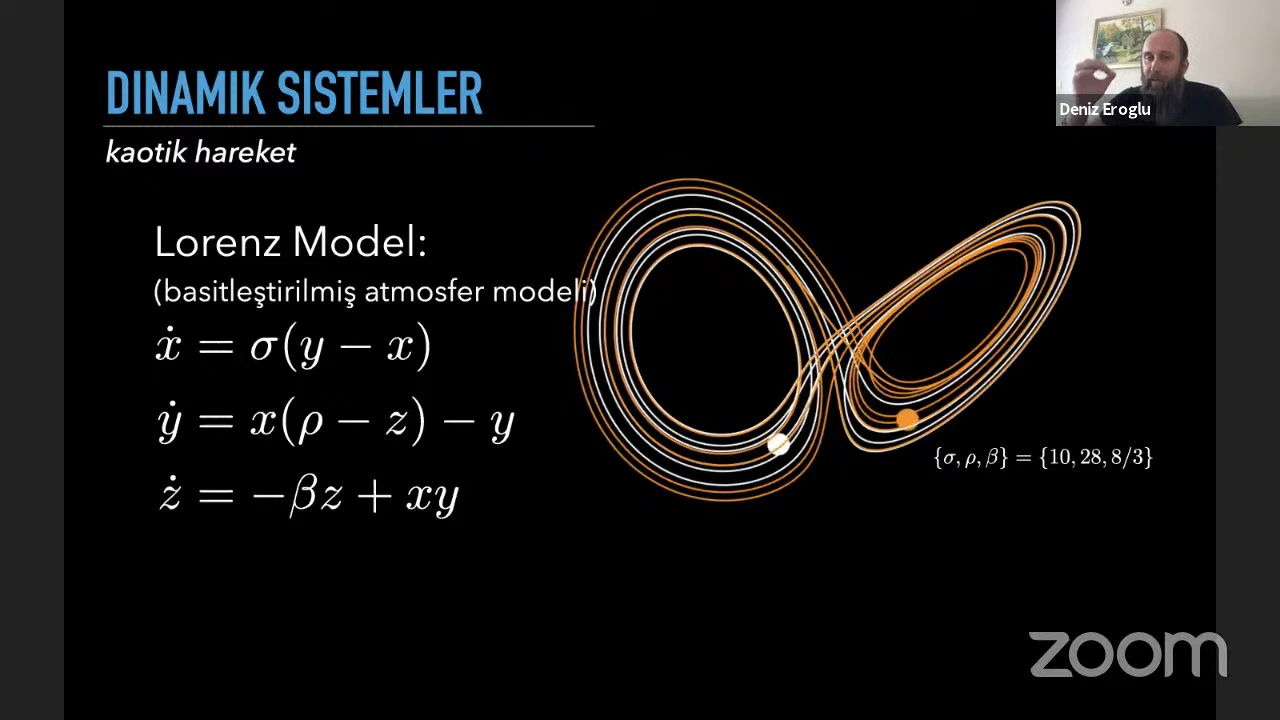 DINAMIK SISTEMLER
kaotik hareket
Deniz Eroglu
Lorenz Model:
(basitleştirilmiş atmosfer modeli)
ẋ = σ(y − x)
ẏ = x(ρ − z) − y
ż = −βz + xy
{σ, ρ, β} = {10, 28, 8/3}
zoom